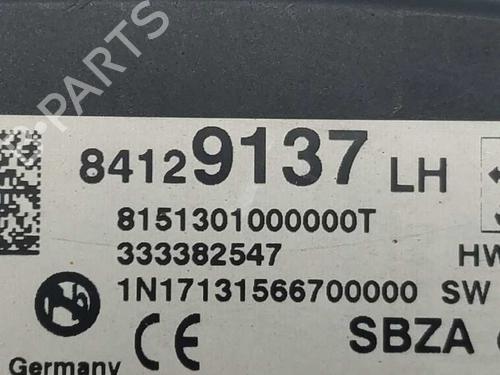 84129137 LH
8151301000000T
333382547
HW
1N17131566700000 SW
SBZA
Germany
CE
PARTS